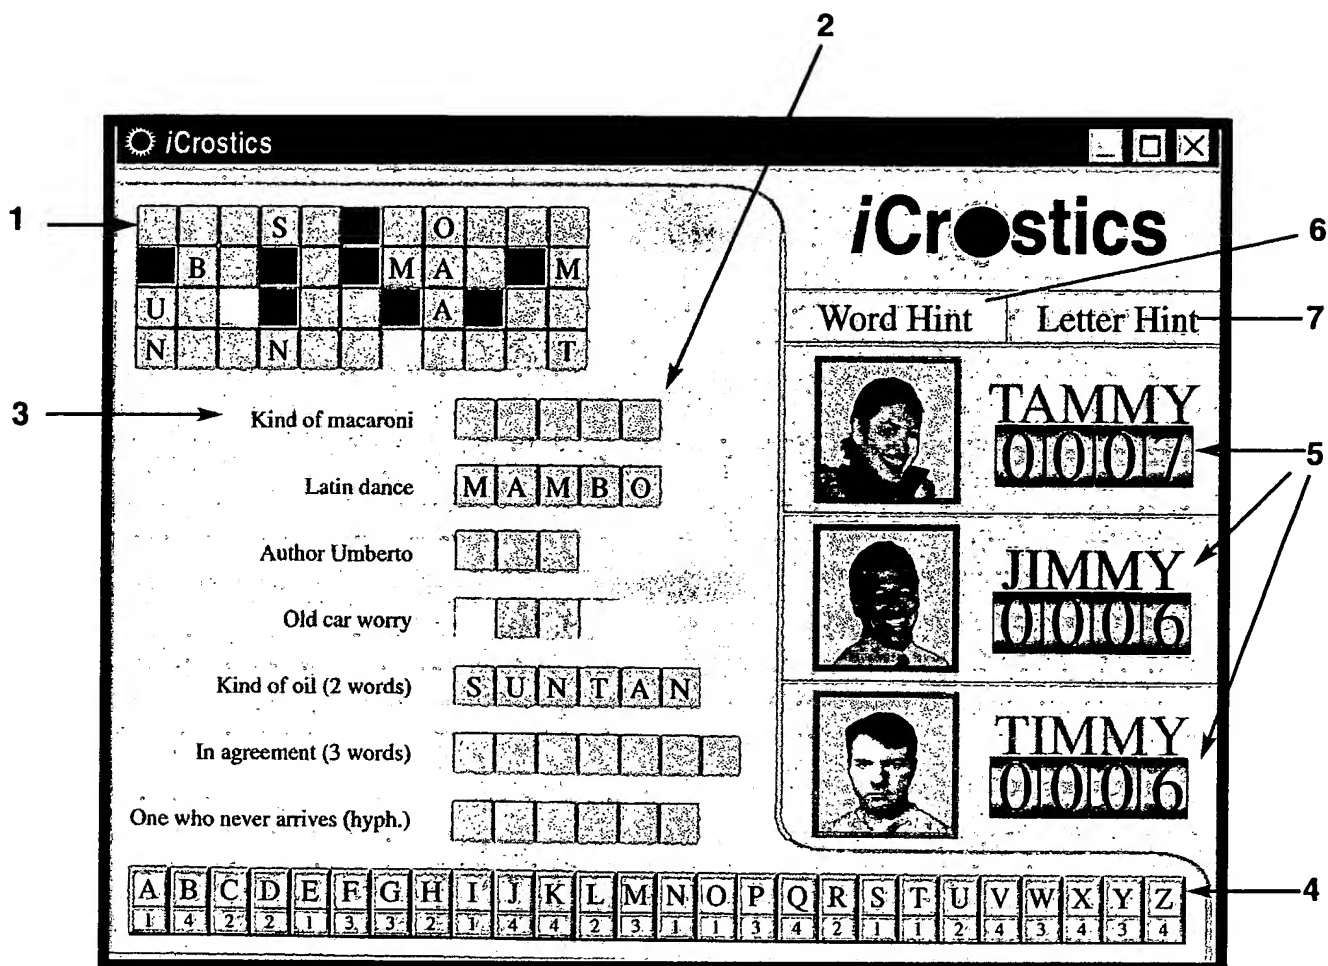 2
iCrostics
1
S O
B M A M
U A
N N T
iCrostics
6
Word Hint Letter Hint
7
3
Kind of macaroni
Latin dance MAMBO
Author Umberto
Old car worry
Kind of oil (2 words) SUNTAN
In agreement (3 words)
One who never arrives (hyph.)
TAMMY
0007
5
JIMMY
0006
TIMMY
0006
A B C D E F G H I J K L M N O P Q R S T U V W X Y Z
1 4 2 2 1 3 3 2 1 4 4 2 3 1 1 3 4 2 1 1 2 4 3 4 3 4
4